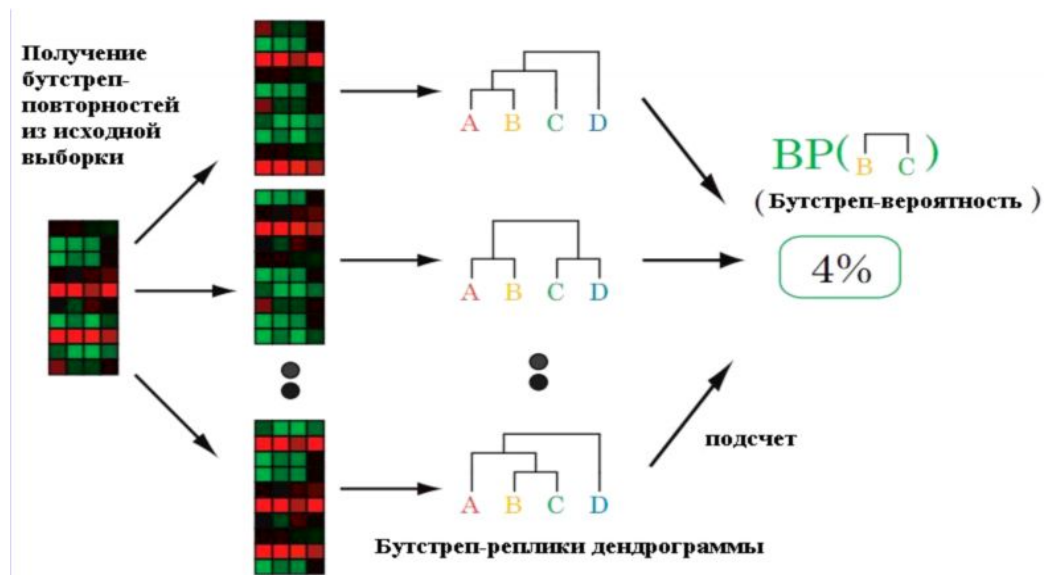 Получение
бутстреп-
повторностей
из исходной
выборки
A B C D
BP( B C )
( Бутстреп-вероятность )
4%
A B C D
подсчет
A B C D
Бутстреп-реплики дендрограммы